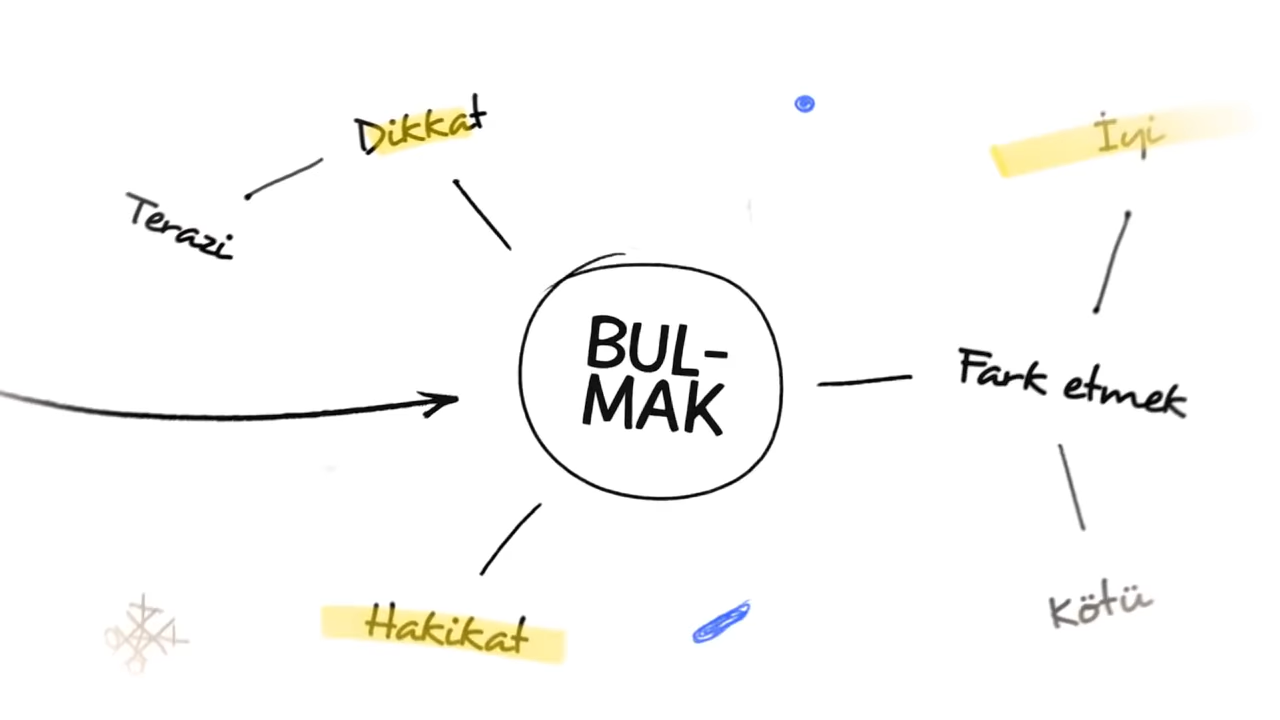 Dikkat
İyi
Terazi
BUL-
MAK
Fark etmek
Kötü
Hakikat